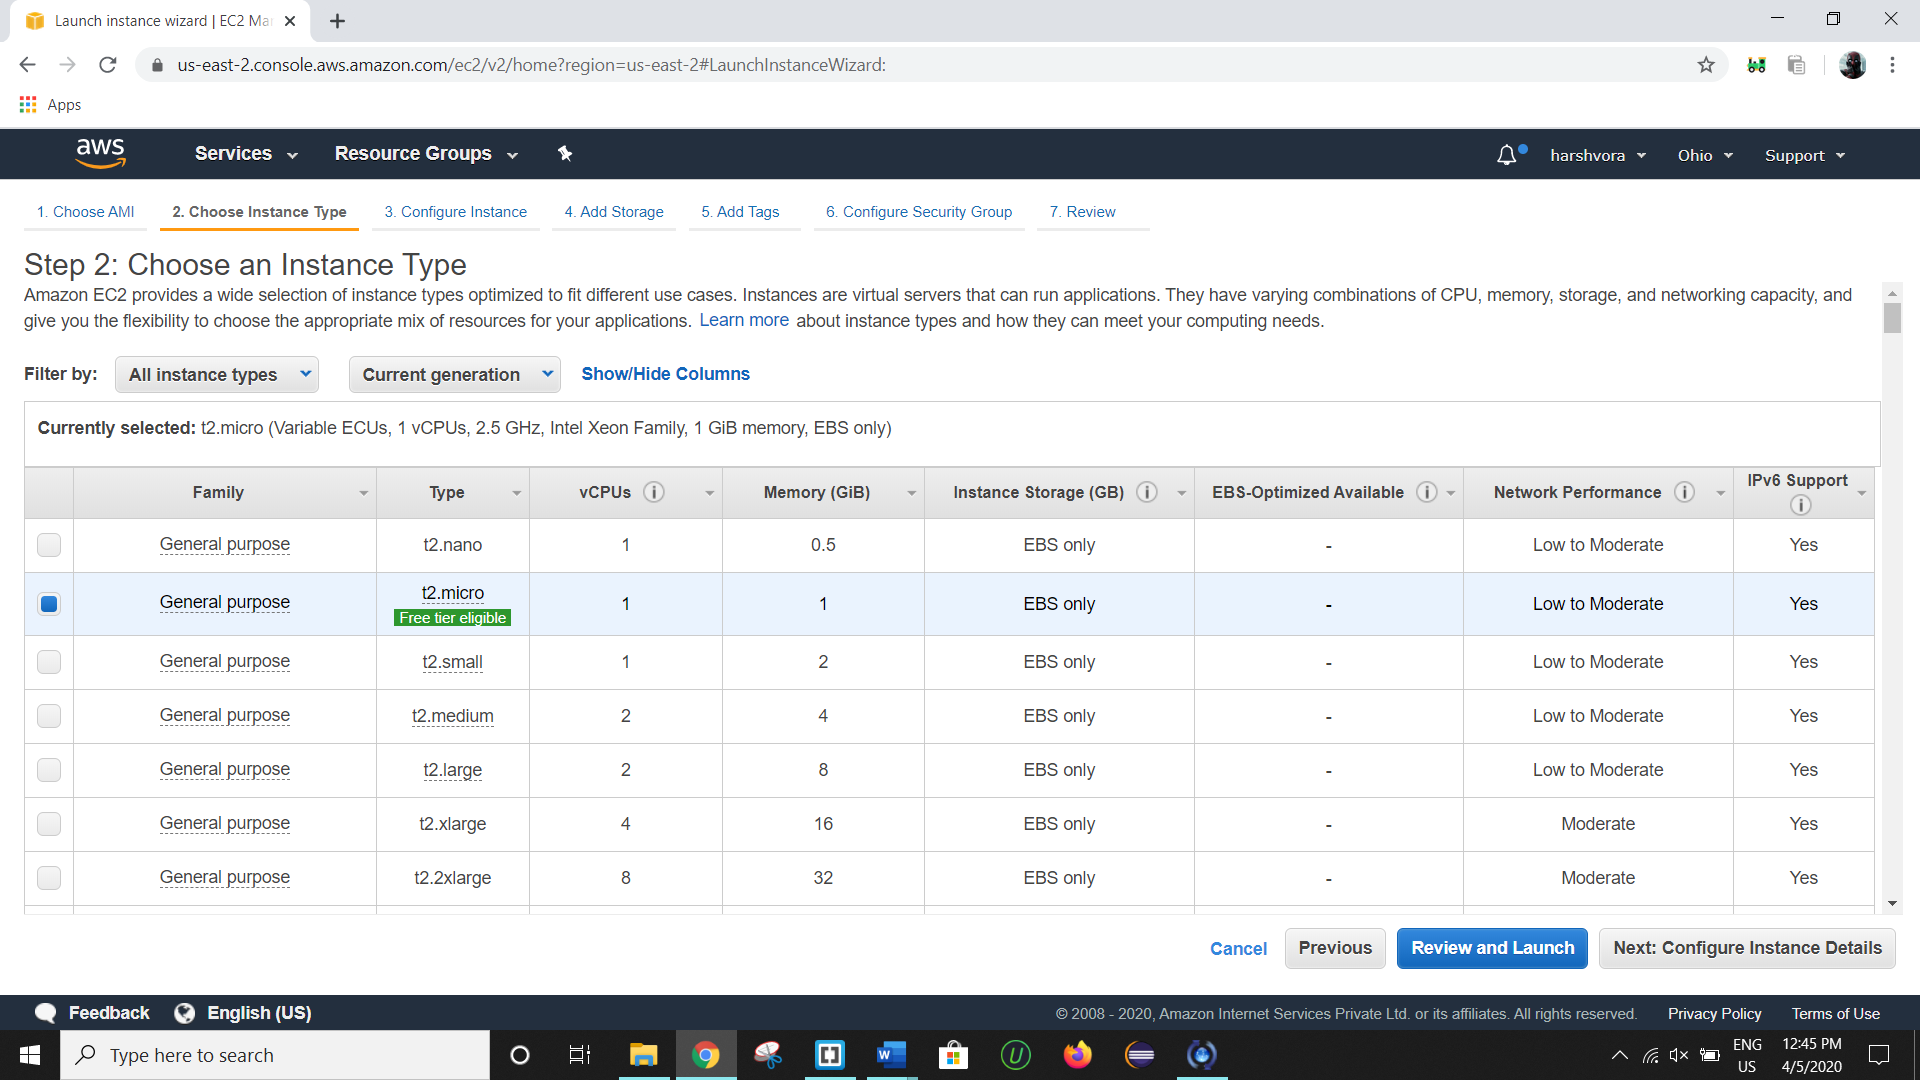 Launch instance wizard | EC2 Ma
us-east-2.console.aws.amazon.com/ec2/v2/home?region=us-east-2#LaunchInstanceWizard:
Apps
aws Services Resource Groups harshvora Ohio Support
1. Choose AMI 2. Choose Instance Type 3. Configure Instance 4. Add Storage 5. Add Tags 6. Configure Security Group 7. Review
Step 2: Choose an Instance Type
Amazon EC2 provides a wide selection of instance types optimized to fit different use cases. Instances are virtual servers that can run applications. They have varying combinations of CPU, memory, storage, and networking capacity, and
give you the flexibility to choose the appropriate mix of resources for your applications. Learn more about instance types and how they can meet your computing needs.
Filter by: All instance types Current generation Show/Hide Columns
Currently selected: t2.micro (Variable ECUs, 1 vCPUs, 2.5 GHz, Intel Xeon Family, 1 GiB memory, EBS only)
Family Type vCPUs i Memory (GiB) Instance Storage (GB) i EBS-Optimized Available i Network Performance i IPv6 Support i
General purpose t2.nano 1 0.5 EBS only - Low to Moderate Yes
General purpose t2.micro Free tier eligible 1 1 EBS only - Low to Moderate Yes
General purpose t2.small 1 2 EBS only - Low to Moderate Yes
General purpose t2.medium 2 4 EBS only - Low to Moderate Yes
General purpose t2.large 2 8 EBS only - Low to Moderate Yes
General purpose t2.xlarge 4 16 EBS only - Moderate Yes
General purpose t2.2xlarge 8 32 EBS only - Moderate Yes
Cancel Previous Review and Launch Next: Configure Instance Details
Feedback English (US) © 2008 - 2020, Amazon Internet Services Private Ltd. or its affiliates. All rights reserved. Privacy Policy Terms of Use
Type here to search
ENG 12:45 PM
US 4/5/2020